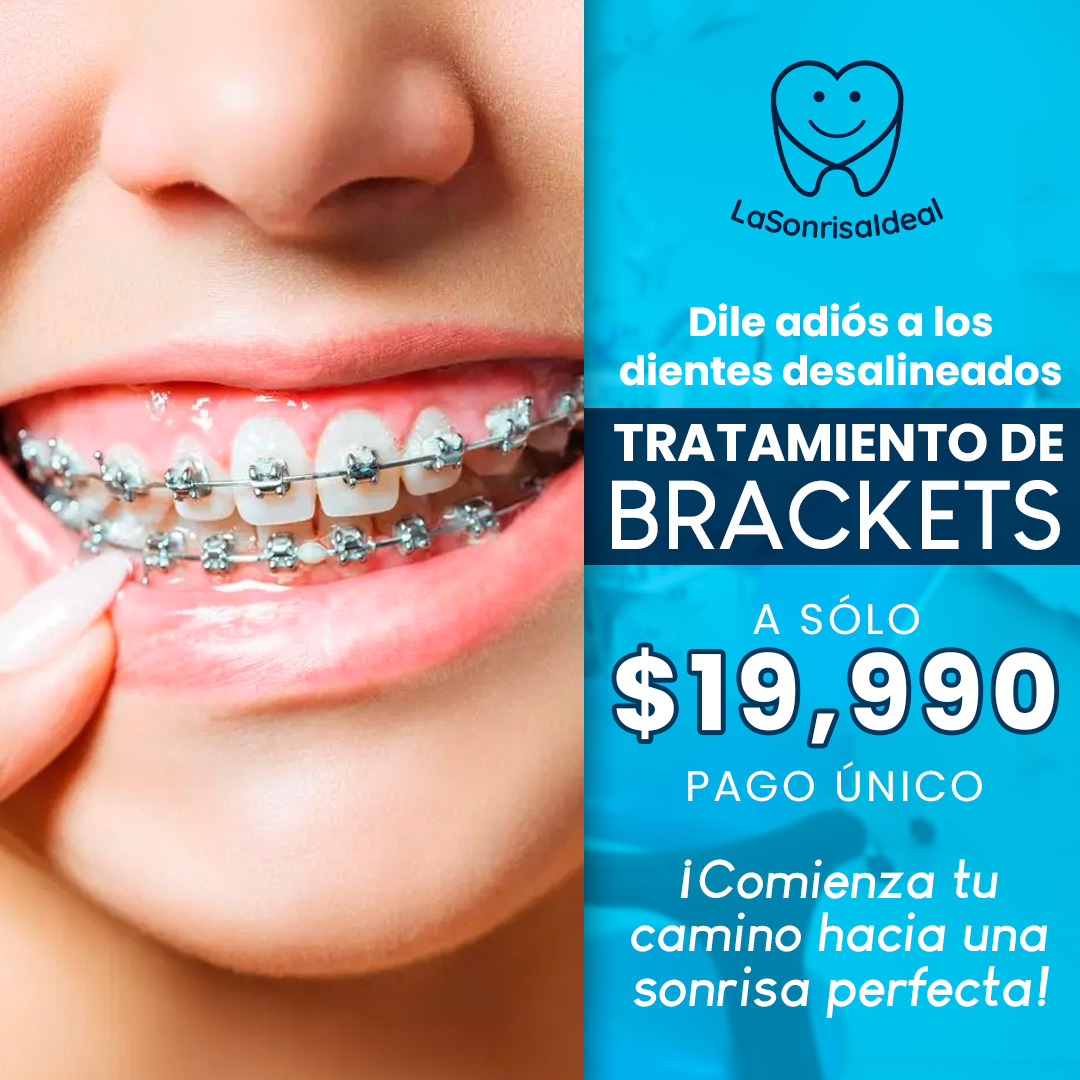 LaSonrisaIdeal
Dile adiós a los
dientes desalineados
TRATAMIENTO DE
BRACKETS
A SÓLO
$19,990
PAGO ÚNICO
¡Comienza tu
camino hacia una
sonrisa perfecta!